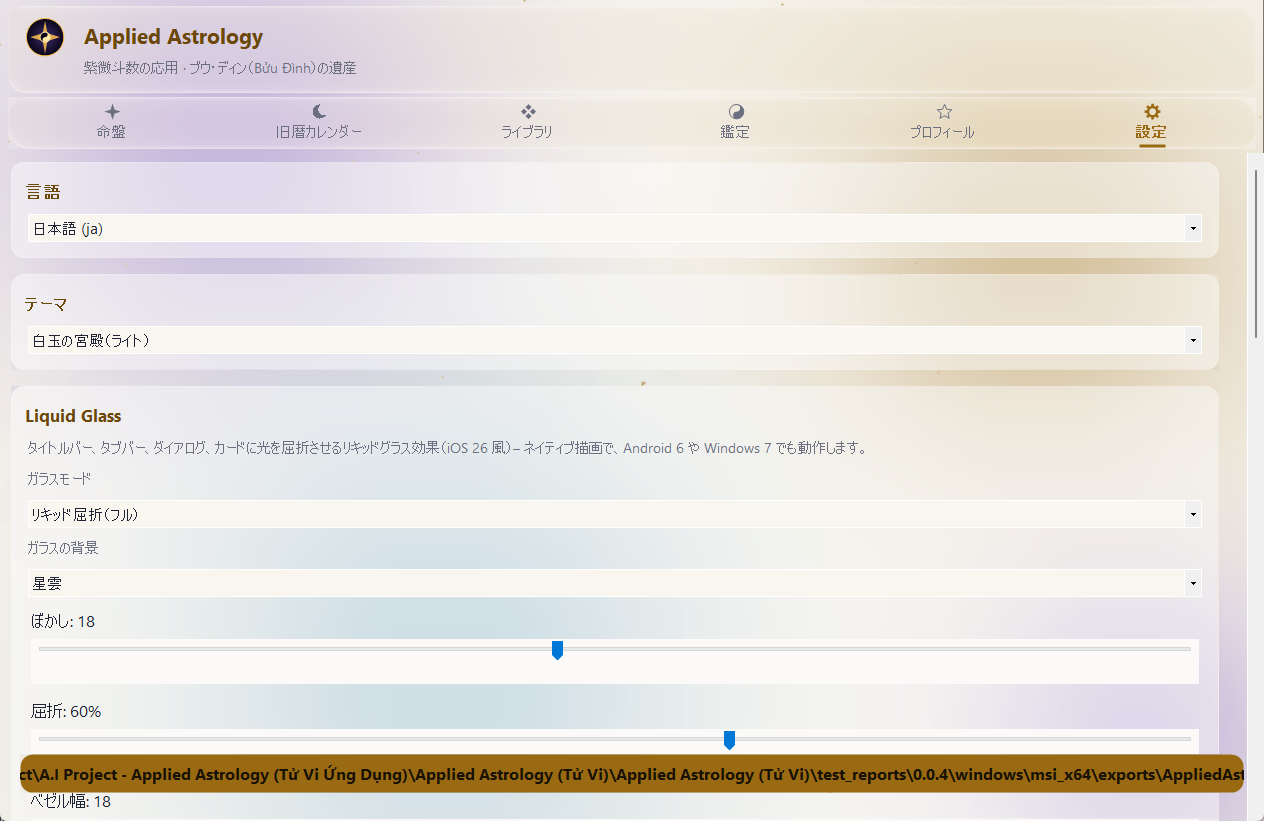 Applied Astrology
紫微斗数の応用 · ブウ·ディン(Bửu Đình)の遺産
命盤
旧暦カレンダー
ライブラリ
鑑定
プロフィール
設定
言語
日本語 (ja)
テーマ
白玉の宮殿(ライト)
Liquid Glass
タイトルバー、タブバー、ダイアログ、カードに光を屈折させるリキッドグラス効果(iOS 26 風) – ネイティブ描画で、Android 6 や Windows 7 でも動作します。
ガラスモード
リキッド屈折(フル)
ガラスの背景
星雲
ぼかし: 18
屈折: 60%
ct\A.I Project - Applied Astrology (Tử Vi Ứng Dụng)\Applied Astrology (Tử Vi)\Applied Astrology (Tử Vi)\test_reports\0.0.4\windows\msi_x64\exports\AppliedAst
ベゼル幅: 18